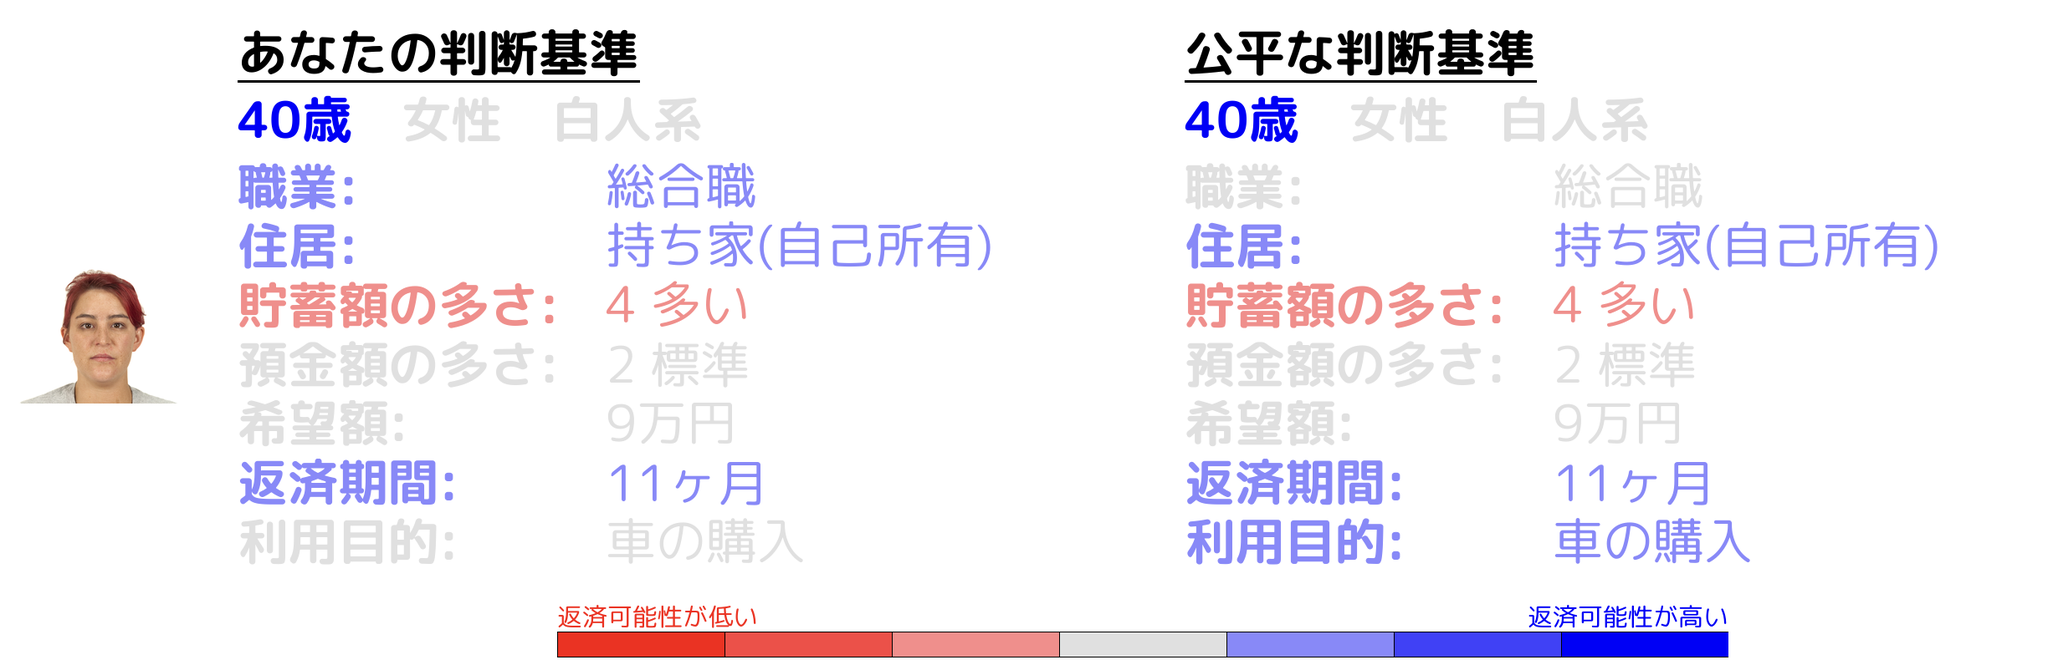 あなたの判断基準
40歳 女性 白人系
職業: 総合職
住居: 持ち家(自己所有)
貯蓄額の多さ: 4 多い
預金額の多さ: 2 標準
希望額: 9万円
返済期間: 11ヶ月
利用目的: 車の購入
公平な判断基準
40歳 女性 白人系
職業: 総合職
住居: 持ち家(自己所有)
貯蓄額の多さ: 4 多い
預金額の多さ: 2 標準
希望額: 9万円
返済期間: 11ヶ月
利用目的: 車の購入
返済可能性が低い
返済可能性が高い